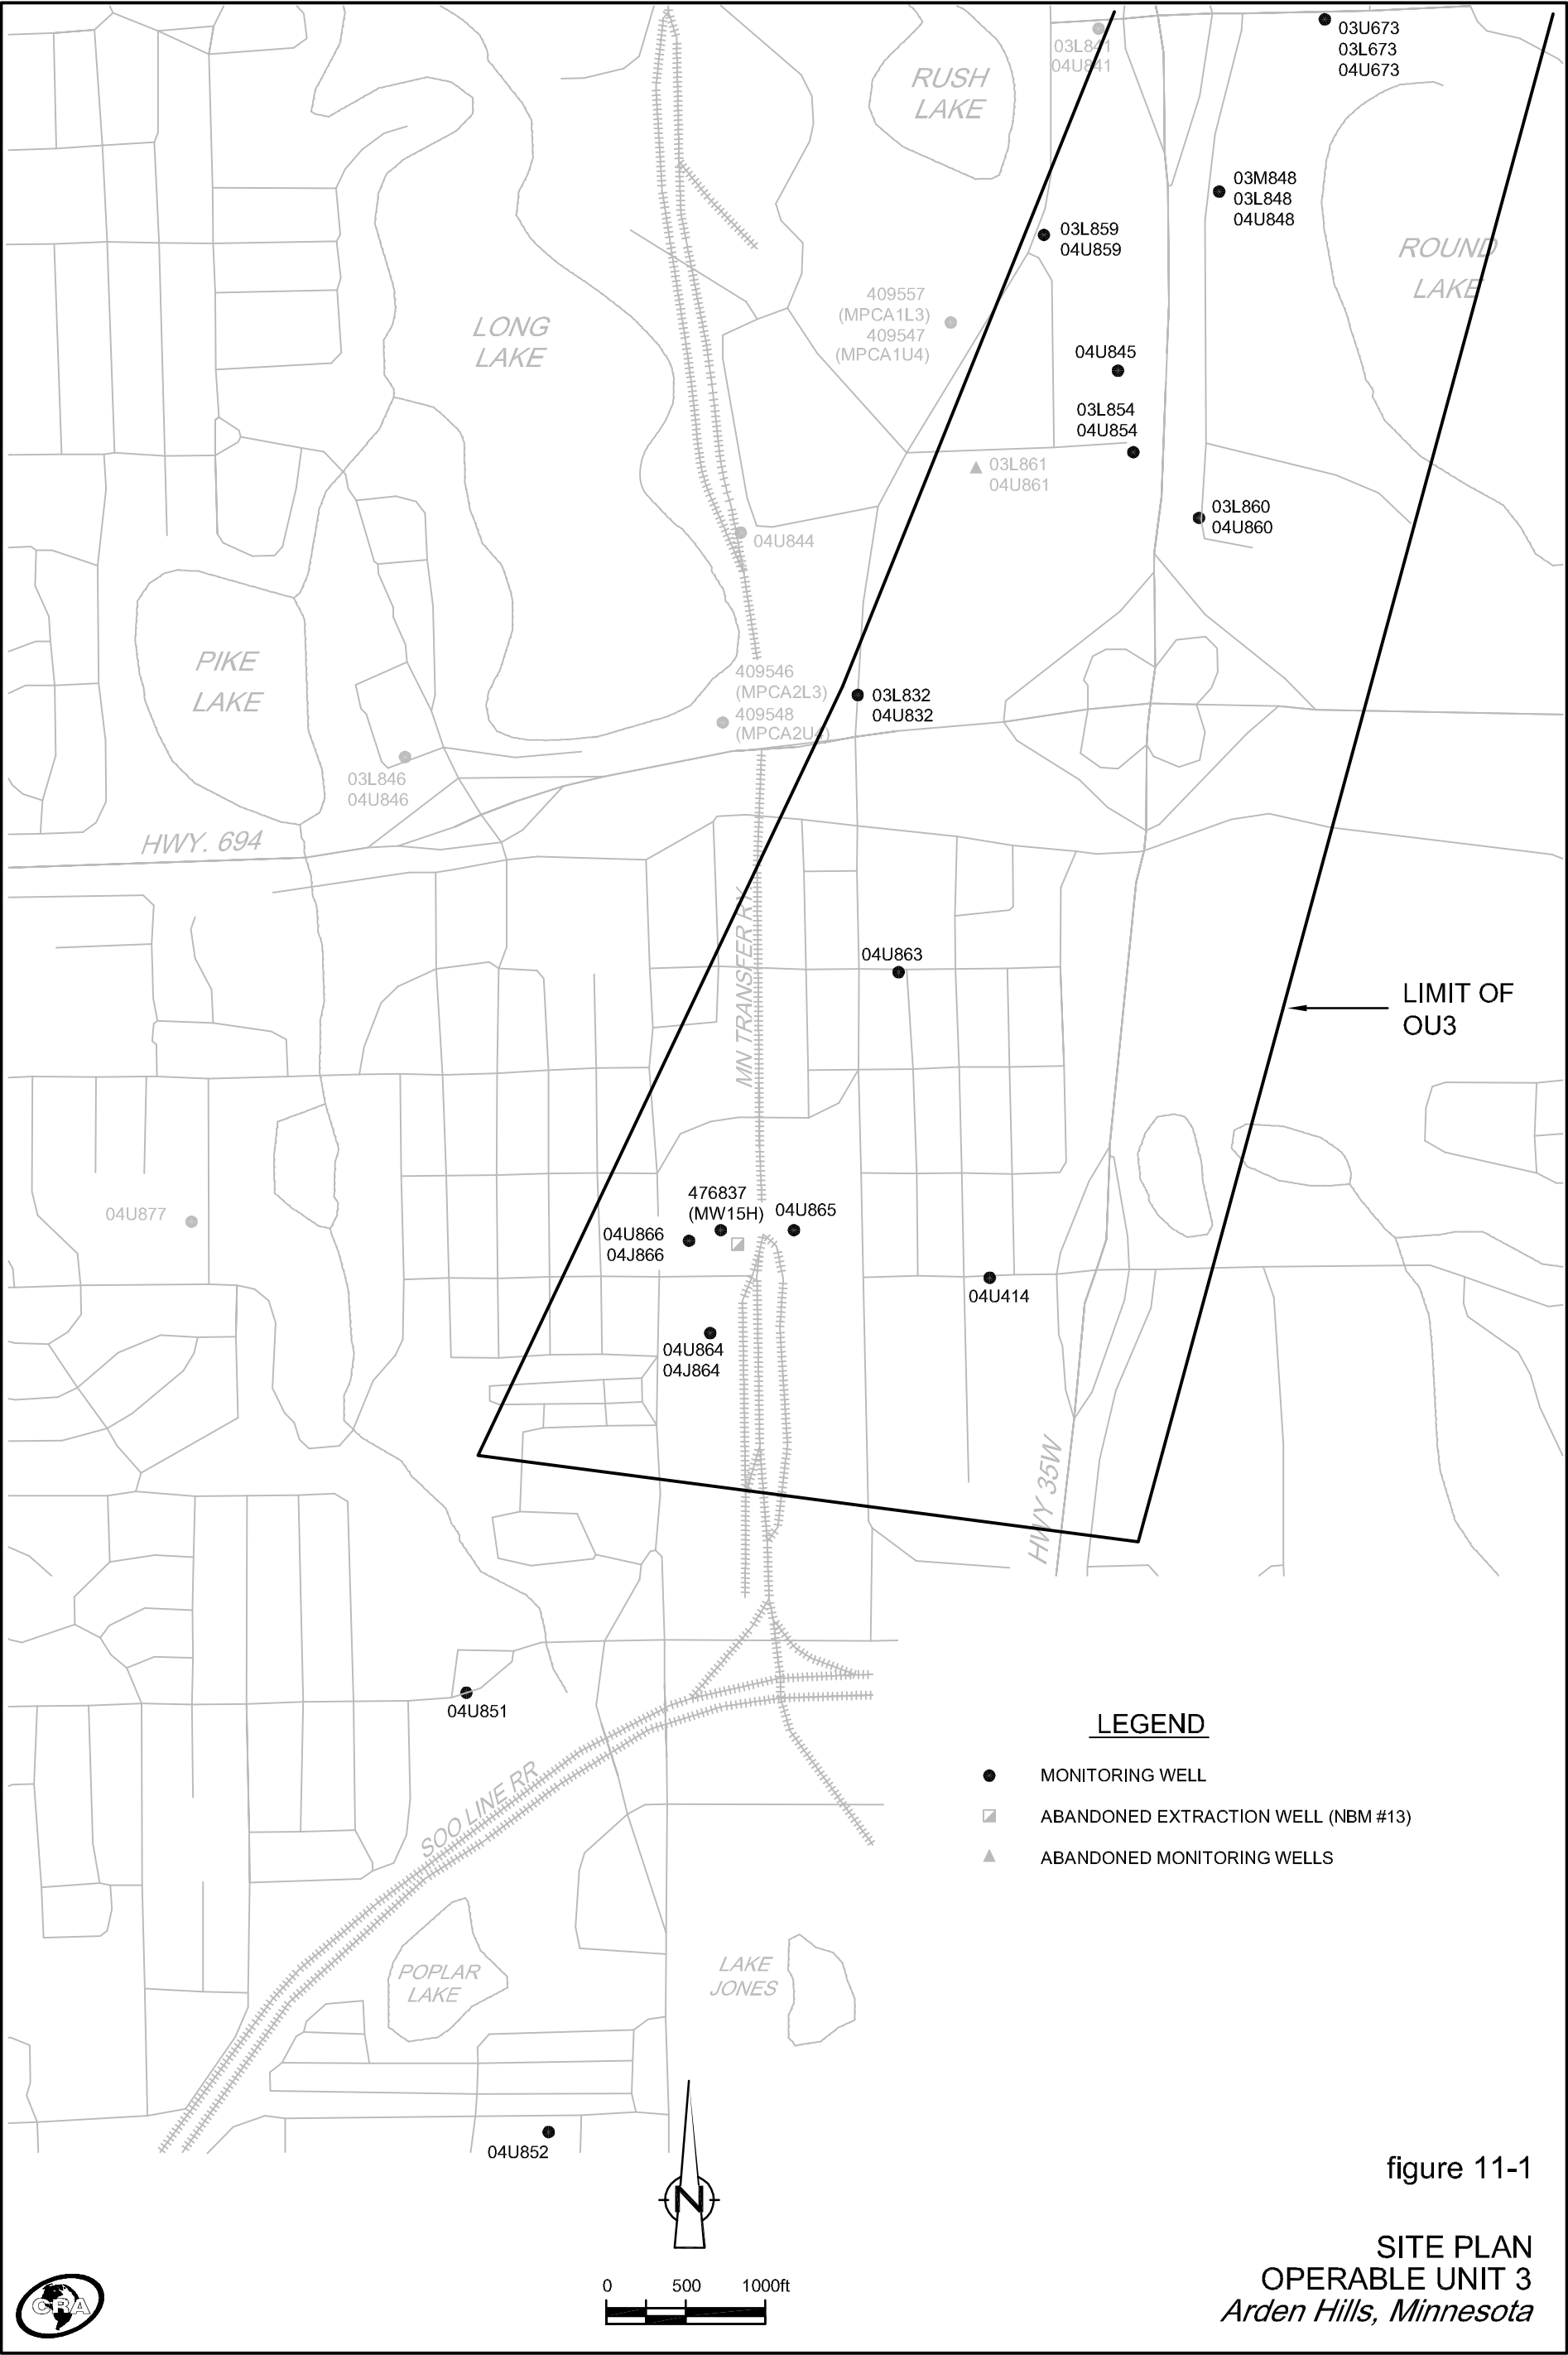 03U673
03L673
04U673
03L841
04U841
RUSH
LAKE
03M848
03L848
04U848
03L859
04U859
ROUND
LAKE
409557
(MPCA1L3)
409547
(MPCA1U4)
LONG
LAKE
04U845
03L854
04U854
03L861
04U861
03L860
04U860
04U844
PIKE
LAKE
409546
(MPCA2L3)
409548
(MPCA2U4)
03L832
04U832
03L846
04U846
HWY. 694
MN TRANSFER RY.
04U863
LIMIT OF
OU3
04U877
476837
(MW15H)
04U865
04U866
04J866
04U414
04U864
04J864
HWY 35W
04U851
SOO LINE RR
LEGEND
MONITORING WELL
ABANDONED EXTRACTION WELL (NBM #13)
ABANDONED MONITORING WELLS
POPLAR
LAKE
LAKE
JONES
04U852
N
0 500 1000ft
CRA
figure 11-1
SITE PLAN
OPERABLE UNIT 3
Arden Hills, Minnesota